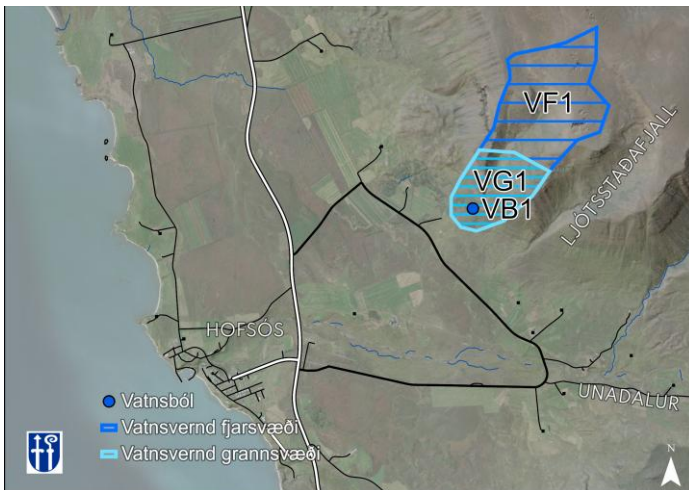 VF1
LJÓTSSTAÐAFJALL
VG1
VB1
HOFSÓS
UNADALUR
Vatnsból
Vatnsvernd fjarsvæði
Vatnsvernd grannsvæði
N